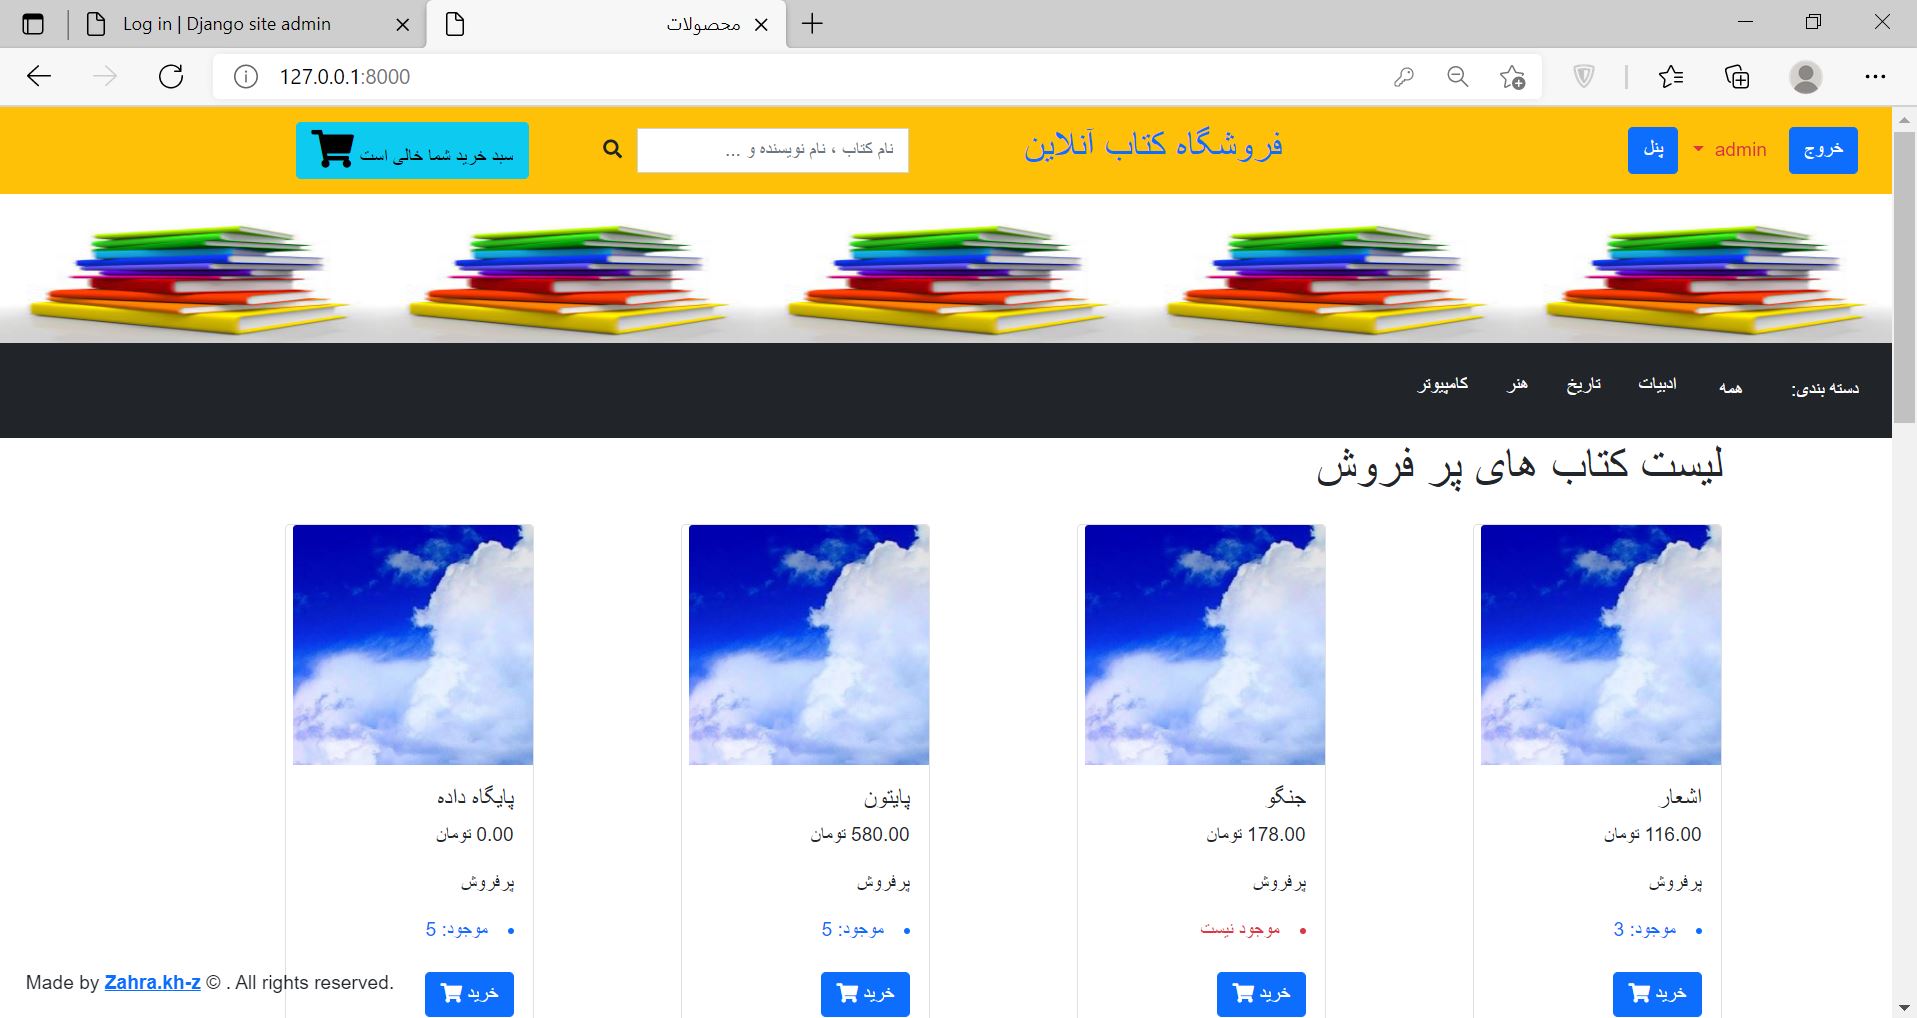 Log in | Django site admin
محصولات
127.0.0.1:8000
خروج
admin
پنل
فروشگاه کتاب آنلاین
نام کتاب ، نام نویسنده و ...
سبد خرید شما خالی است
دسته بندی:
همه
ادبیات
تاریخ
هنر
کامپیوتر
لیست کتاب های پر فروش
اشعار
116.00 تومان
پرفروش
موجود: 3
خرید
جنگو
178.00 تومان
پرفروش
موجود نیست
خرید
پایتون
580.00 تومان
پرفروش
موجود: 5
خرید
پایگاه داده
0.00 تومان
پرفروش
موجود: 5
خرید
Made by Zahra.kh-z © . All rights reserved.